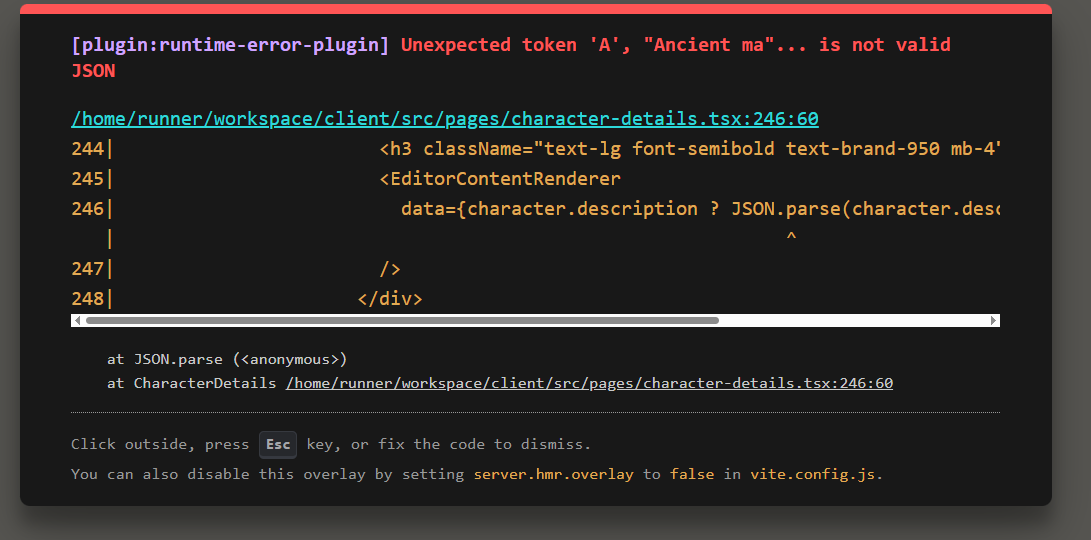 [plugin:runtime-error-plugin] Unexpected token 'A', "Ancient ma"... is not valid
JSON
/home/runner/workspace/client/src/pages/character-details.tsx:246:60
244|                         <h3 className="text-lg font-semibold text-brand-950 mb-4"
245|                         <EditorContentRenderer
246|                           data={character.description ? JSON.parse(character.desc
   |                                                               ^
247|                         />
248|                       </div>
at JSON.parse (<anonymous>)
at CharacterDetails /home/runner/workspace/client/src/pages/character-details.tsx:246:60
Click outside, press Esc key, or fix the code to dismiss.
You can also disable this overlay by setting server.hmr.overlay to false in vite.config.js.